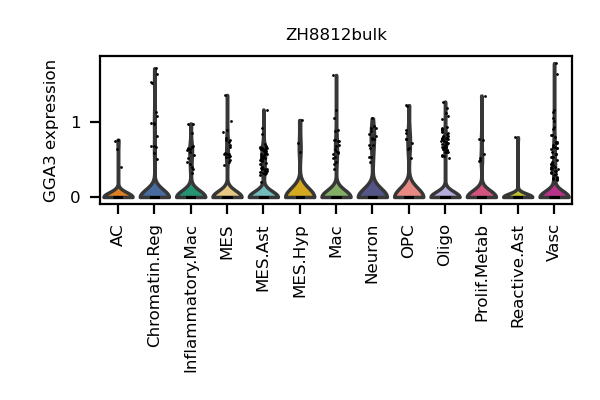 ZH8812bulk
GGA3 expression
1
0
AC
Chromatin.Reg
Inflammatory.Mac
MES
MES.Ast
MES.Hyp
Mac
Neuron
OPC
Oligo
Prolif.Metab
Reactive.Ast
Vasc